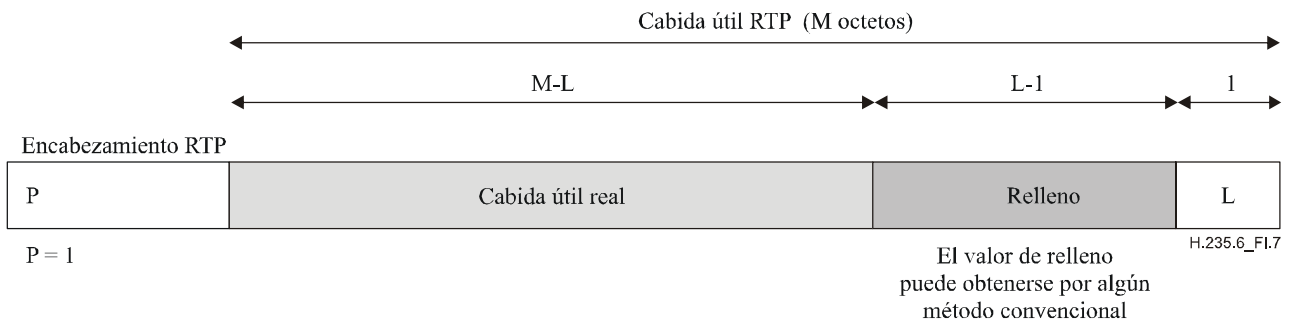 Cabida útil RTP (M octetos)
M-L L-1 1
Encabezamiento RTP
P Cabida útil real Relleno L
P = 1
H.235.6_FI.7
El valor de relleno
puede obtenerse por algún
método convencional